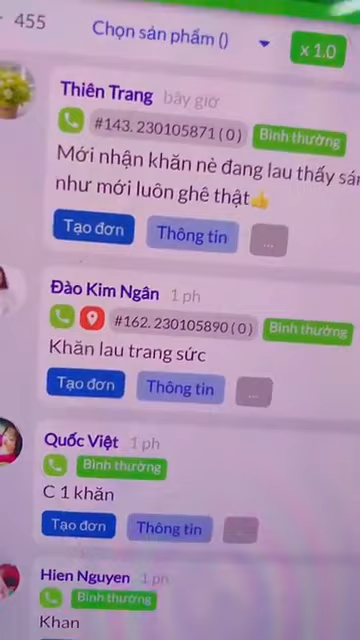 455 Chọn sản phẩm () x 1.0
Thiên Trang bây giờ
#143. 230105871 ( 0 ) Bình thường
Mới nhận khăn nè đang lau thấy
như mới luôn ghê thật👍
Tạo đơn Thông tin ...
Đào Kim Ngân 1 ph
#162. 230105890 ( 0 ) Bình thường
Khăn lau trang sức
Tạo đơn Thông tin ...
Quốc Việt 1 ph
Bình thường
C 1 khăn
Tạo đơn Thông tin ...
Hien Nguyen 1 ph
Bình thường
Khan